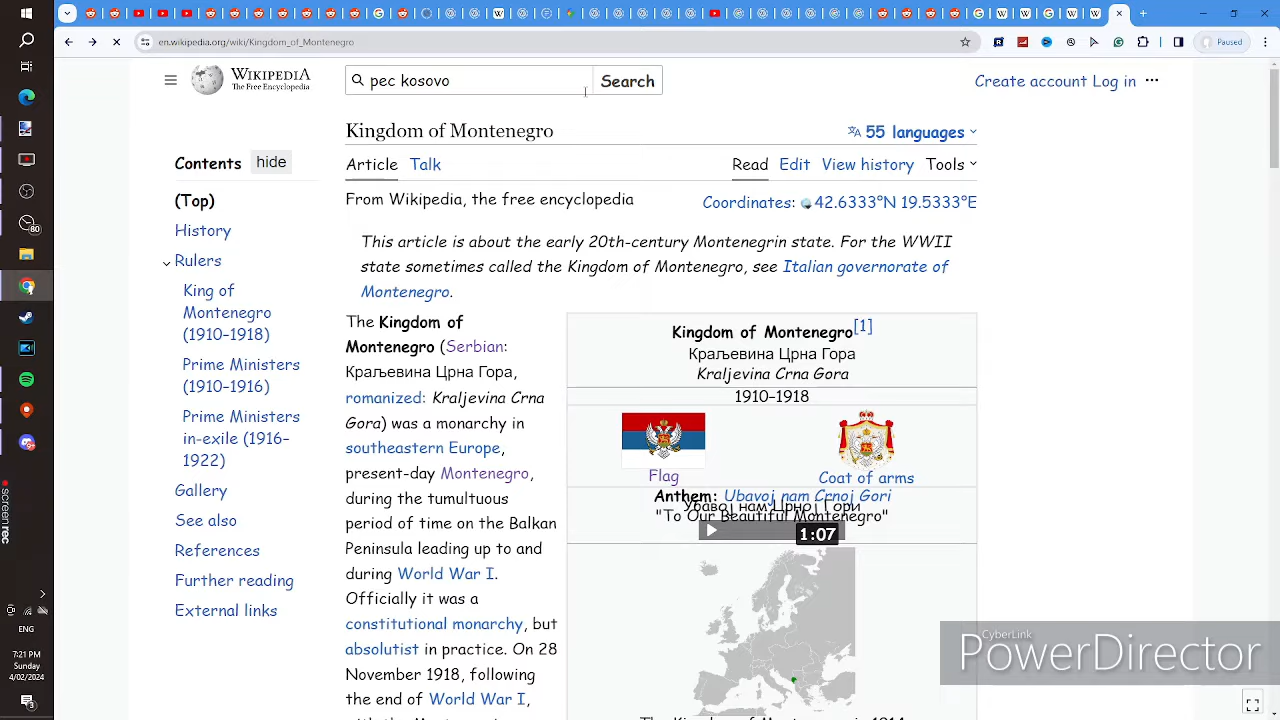 en.wikipedia.org/wiki/Kingdom_of_Montenegro
Paused
WIKIPEDIA
The Free Encyclopedia
pec kosovo
Search
Create account Log in
Kingdom of Montenegro
55 languages
Contents hide
Article Talk
Read Edit View history Tools
(Top)
History
Rulers
King of
Montenegro
(1910–1918)
Prime Ministers
(1910–1916)
Prime Ministers
in-exile (1916–
1922)
Gallery
See also
References
Further reading
External links
From Wikipedia, the free encyclopedia
Coordinates: 42.6333°N 19.5333°E
This article is about the early 20th-century Montenegrin state. For the WWII
state sometimes called the Kingdom of Montenegro, see Italian governorate of
Montenegro.
The Kingdom of
Montenegro (Serbian:
Краљевина Црна Гора,
romanized: Kraljevina Crna
Gora) was a monarchy in
southeastern Europe,
present-day Montenegro,
during the tumultuous
period of time on the Balkan
Peninsula leading up to and
during World War I.
Officially it was a
constitutional monarchy, but
absolutist in practice. On 28
November 1918, following
the end of World War I,
Kingdom of Montenegro[1]
Краљевина Црна Гора
Kraljevina Crna Gora
1910–1918
Flag
Coat of arms
Anthem: Ubavoj nam Crnoj Gori
Убавој нам Црној Гори
"To Our Beautiful Montenegro"
1:07
screenrec
ENG
7:21 PM
Sunday
4/02/2024
CyberLink
PowerDirector